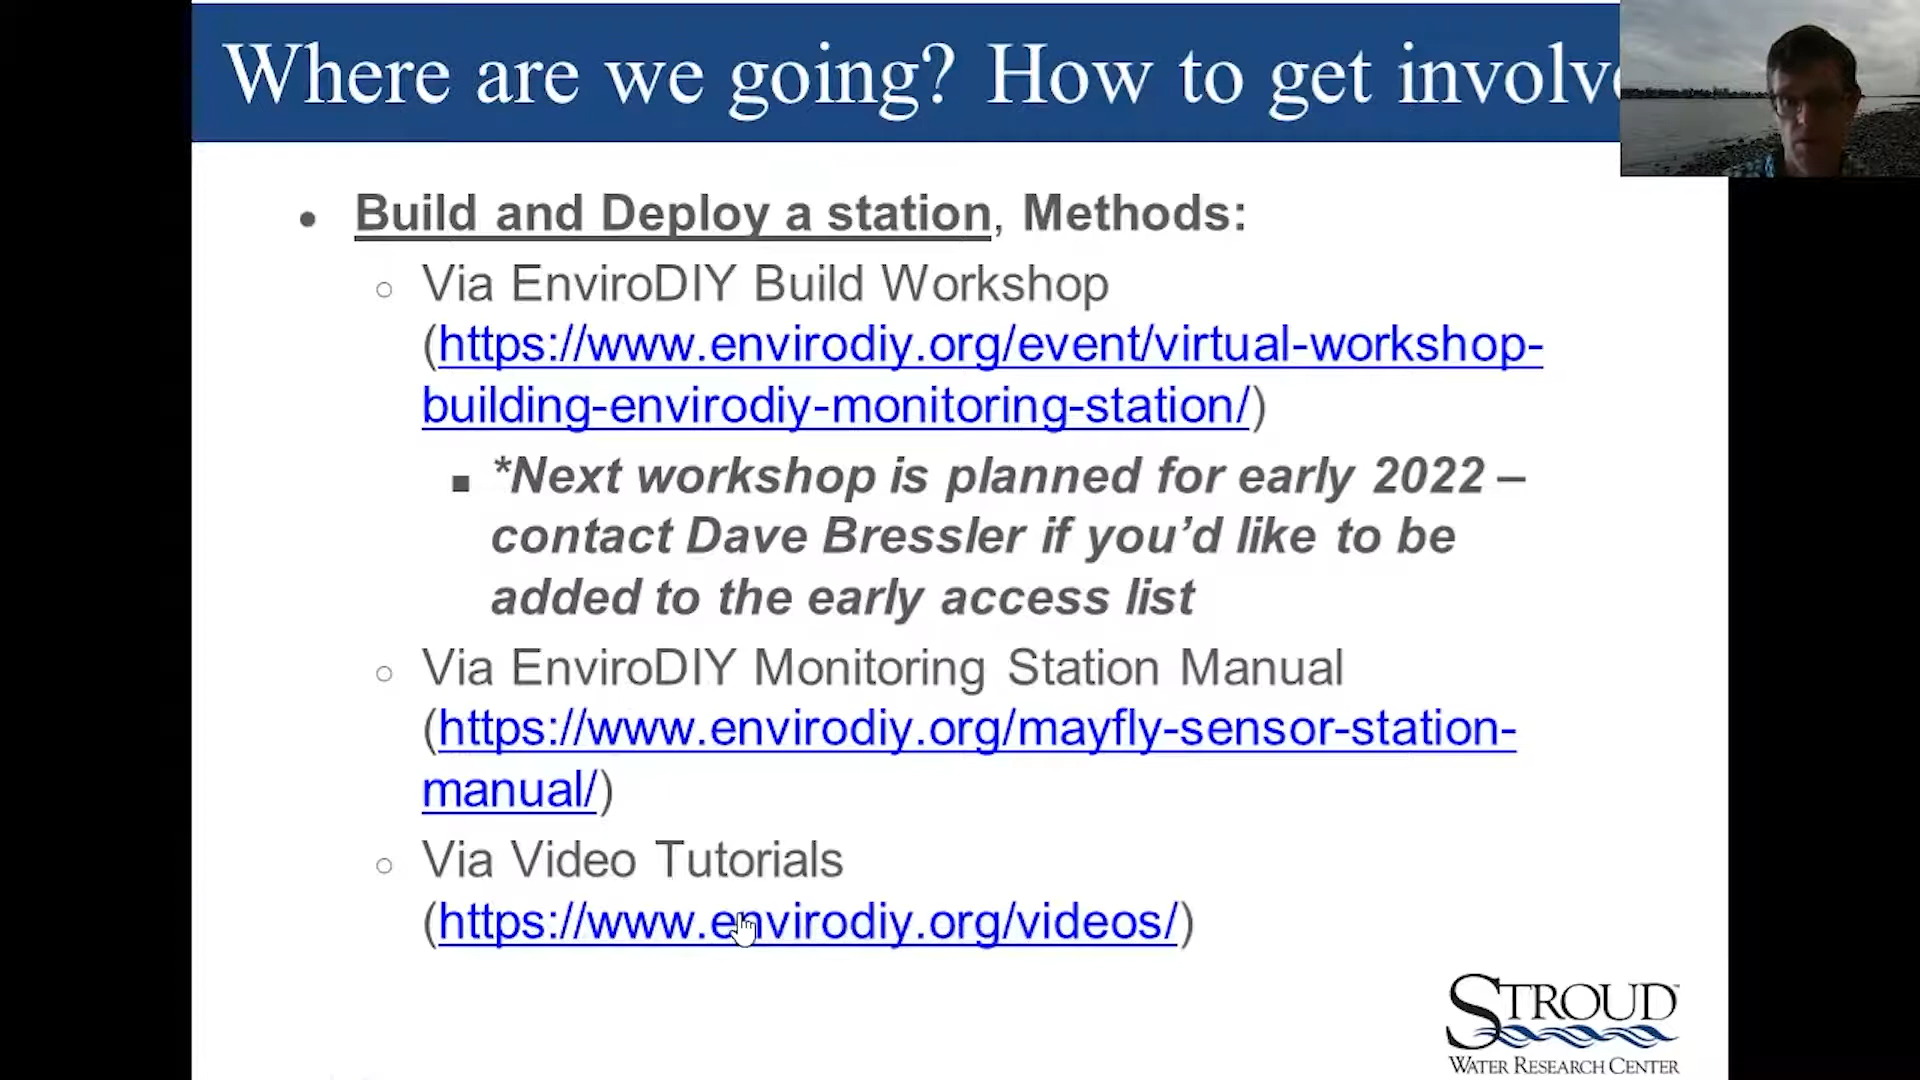 Where are we going? How to get involve
Build and Deploy a station, Methods:
Via EnviroDIY Build Workshop
(https://www.envirodiy.org/event/virtual-workshop-
building-envirodiy-monitoring-station/)
*Next workshop is planned for early 2022 –
contact Dave Bressler if you’d like to be
added to the early access list
Via EnviroDIY Monitoring Station Manual
(https://www.envirodiy.org/mayfly-sensor-station-
manual/)
Via Video Tutorials
(https://www.envirodiy.org/videos/)
STROUD™
WATER RESEARCH CENTER